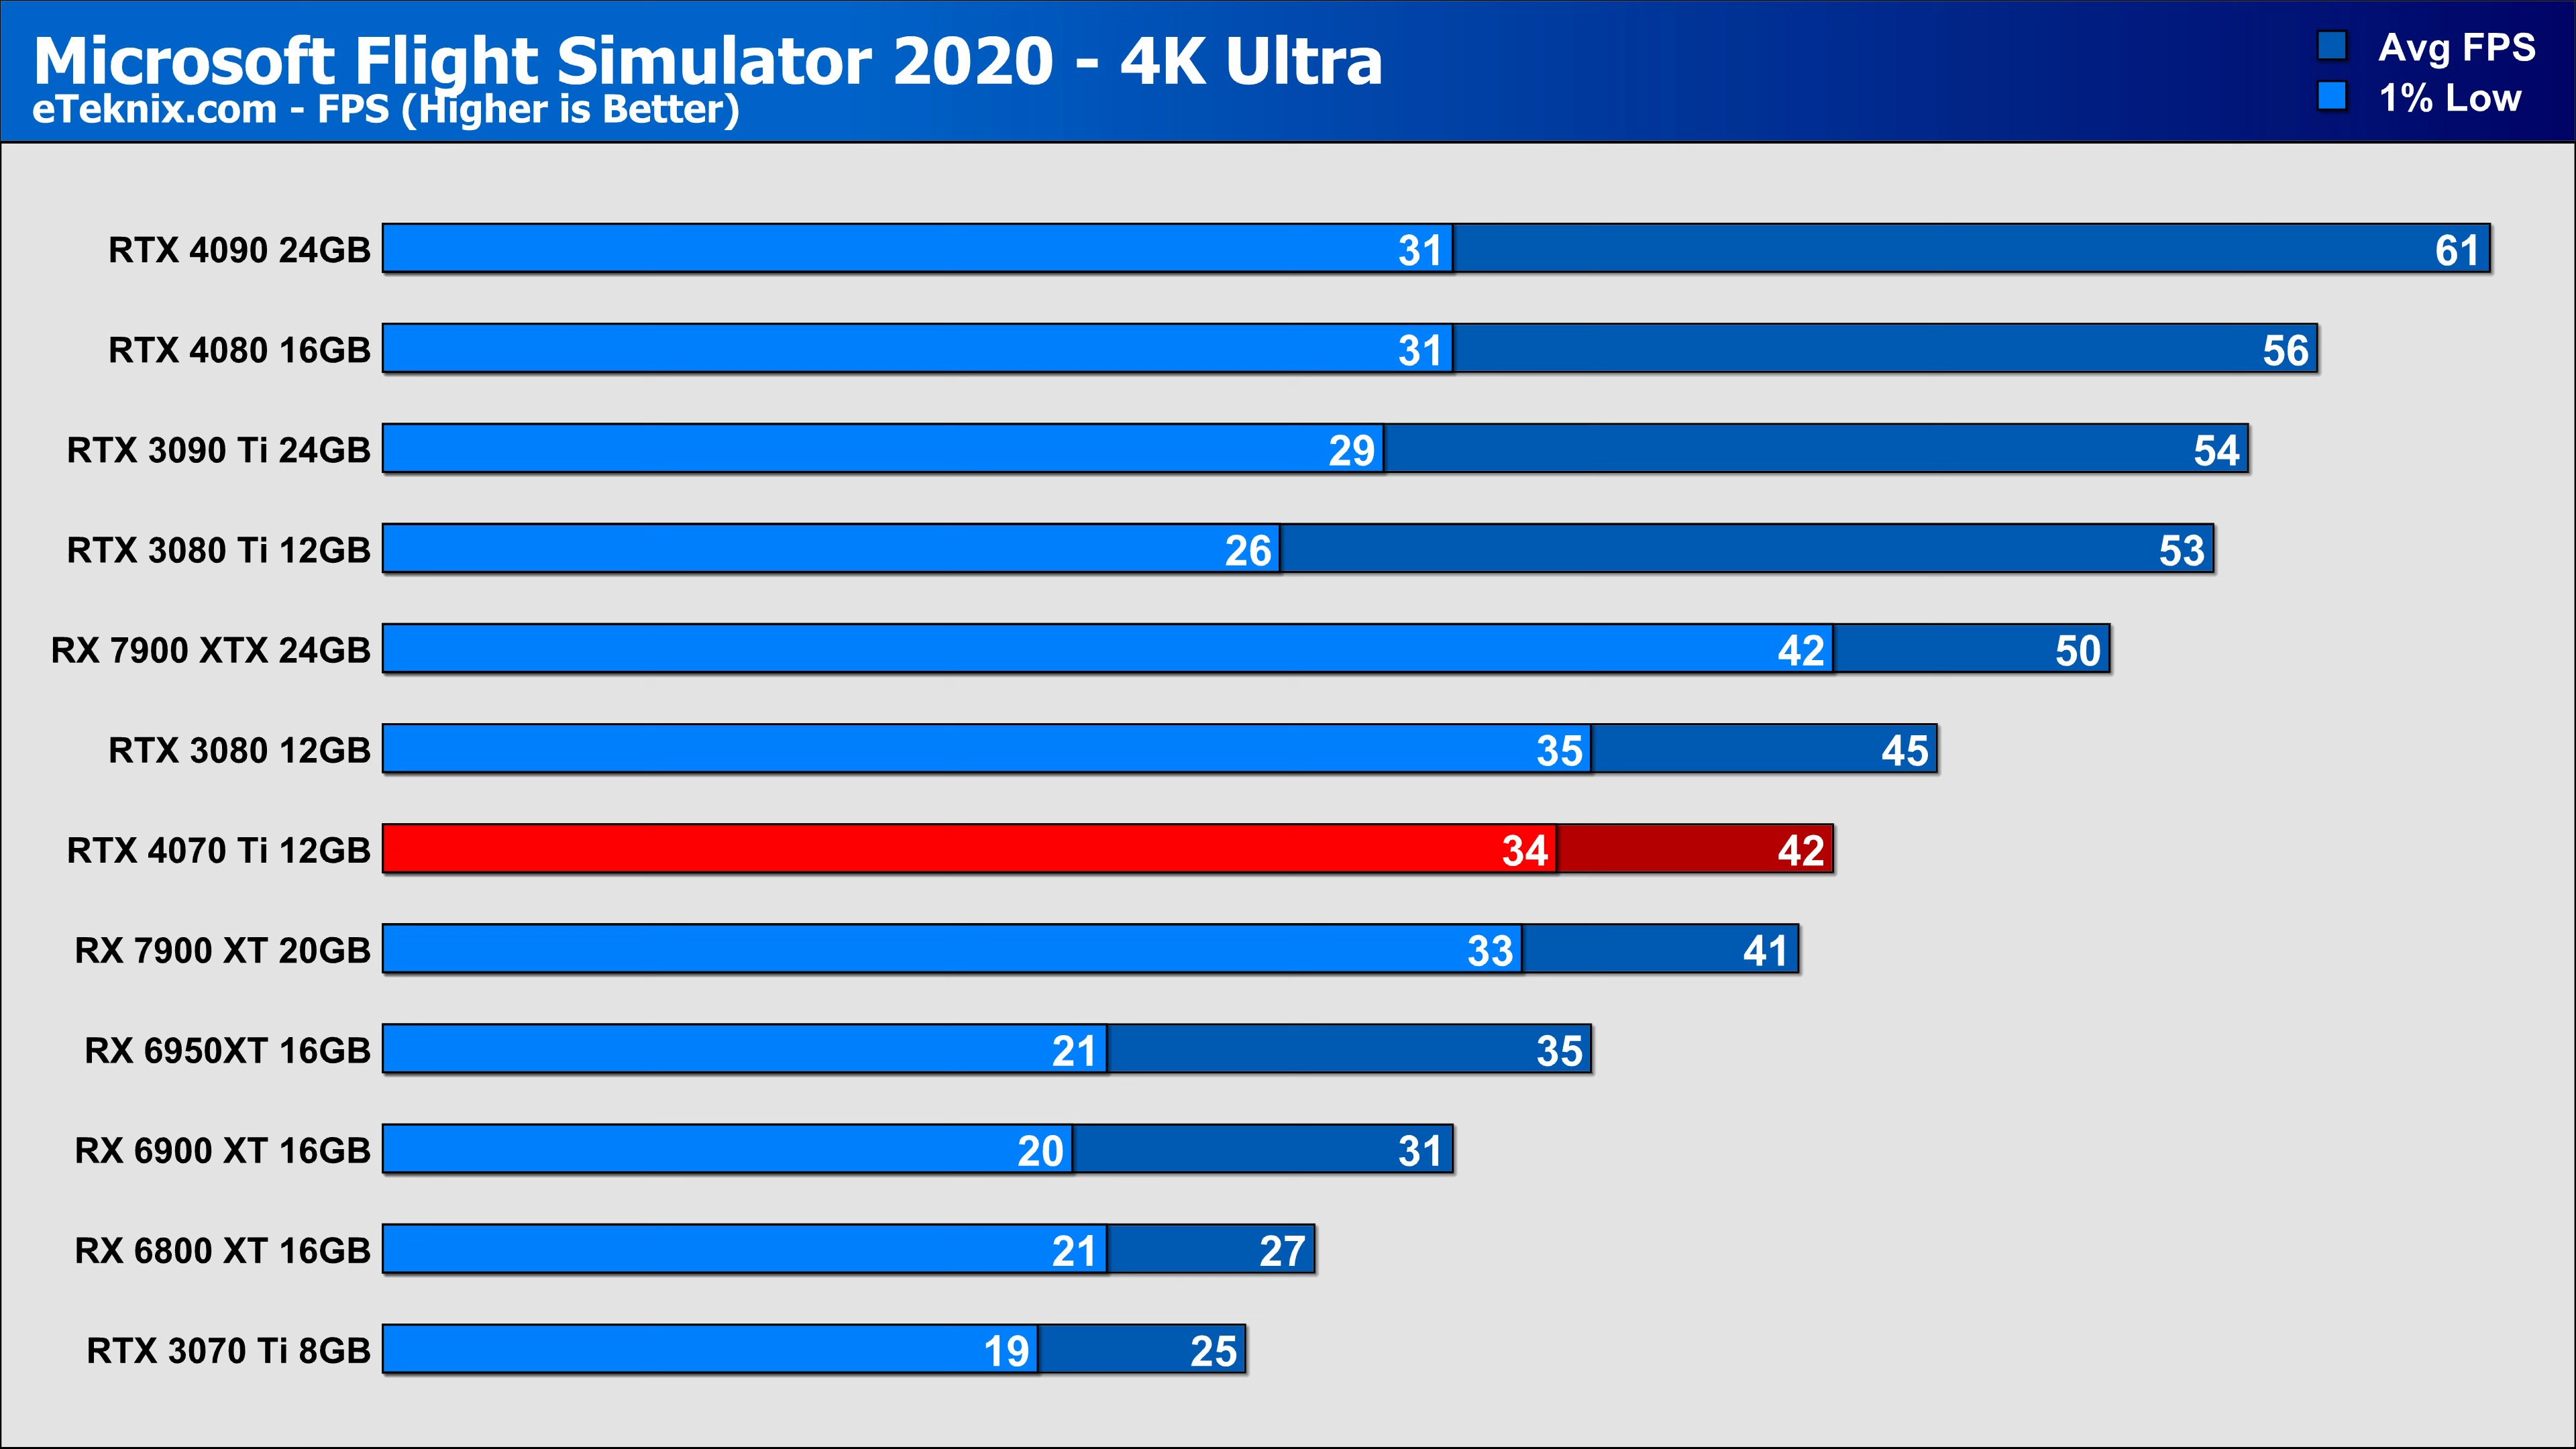 Microsoft Flight Simulator 2020 - 4K Ultra
eTeknix.com - FPS (Higher is Better)
Avg FPS
1% Low
RTX 4090 24GB 31 61
RTX 4080 16GB 31 56
RTX 3090 Ti 24GB 29 54
RTX 3080 Ti 12GB 26 53
RX 7900 XTX 24GB 42 50
RTX 3080 12GB 35 45
RTX 4070 Ti 12GB 34 42
RX 7900 XT 20GB 33 41
RX 6950XT 16GB 21 35
RX 6900 XT 16GB 20 31
RX 6800 XT 16GB 21 27
RTX 3070 Ti 8GB 19 25